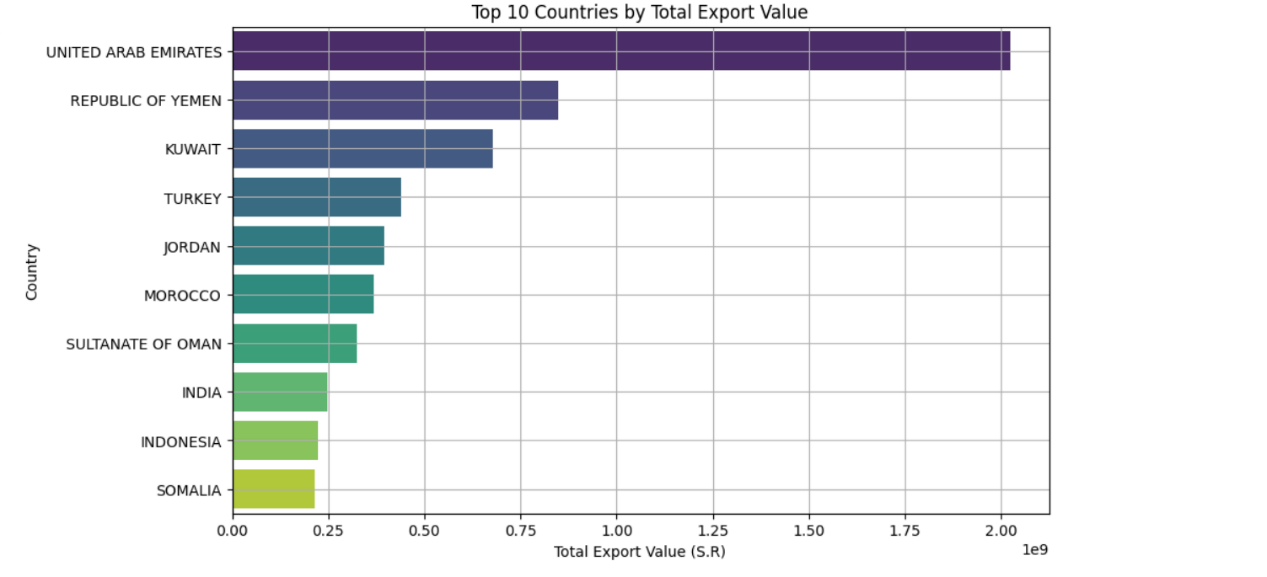 Top 10 Countries by Total Export Value
UNITED ARAB EMIRATES
REPUBLIC OF YEMEN
KUWAIT
TURKEY
JORDAN
MOROCCO
SULTANATE OF OMAN
INDIA
INDONESIA
SOMALIA
Country
0.00 0.25 0.50 0.75 1.00 1.25 1.50 1.75 2.00
1e9
Total Export Value (S.R)